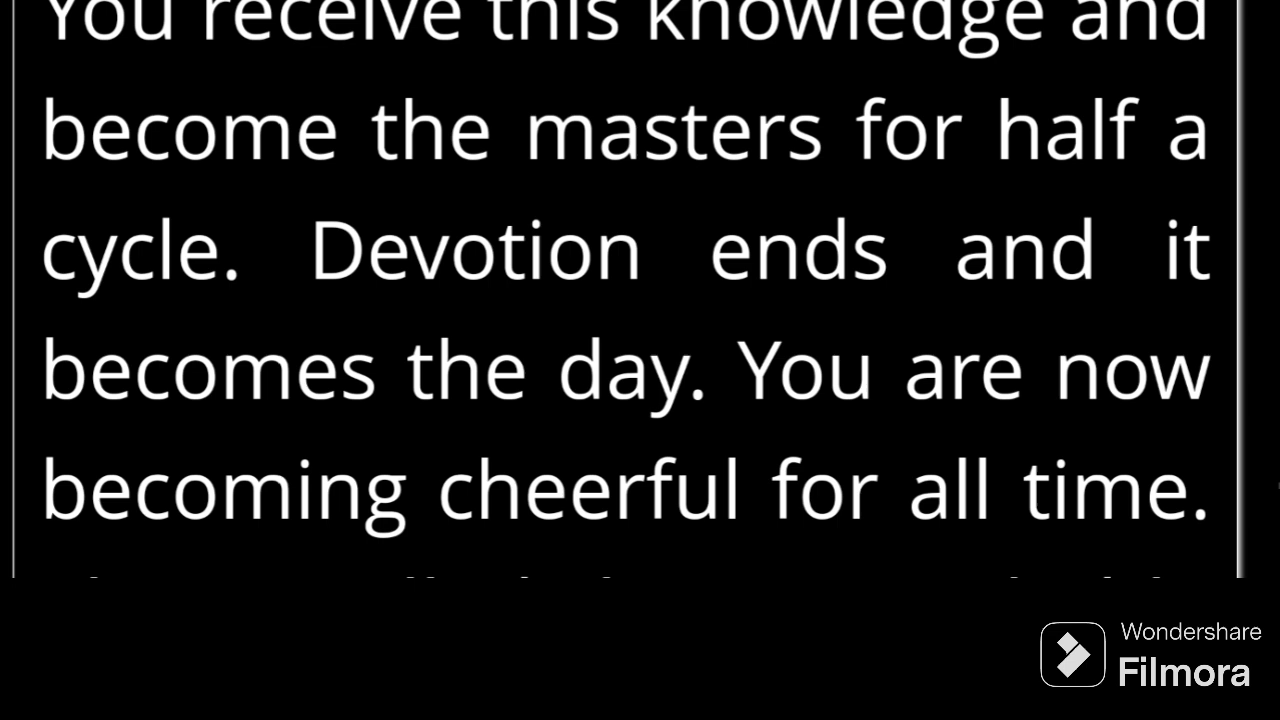 You receive this knowledge and
become the masters for half a
cycle. Devotion ends and it
becomes the day. You are now
becoming cheerful for all time.
Wondershare
Filmora